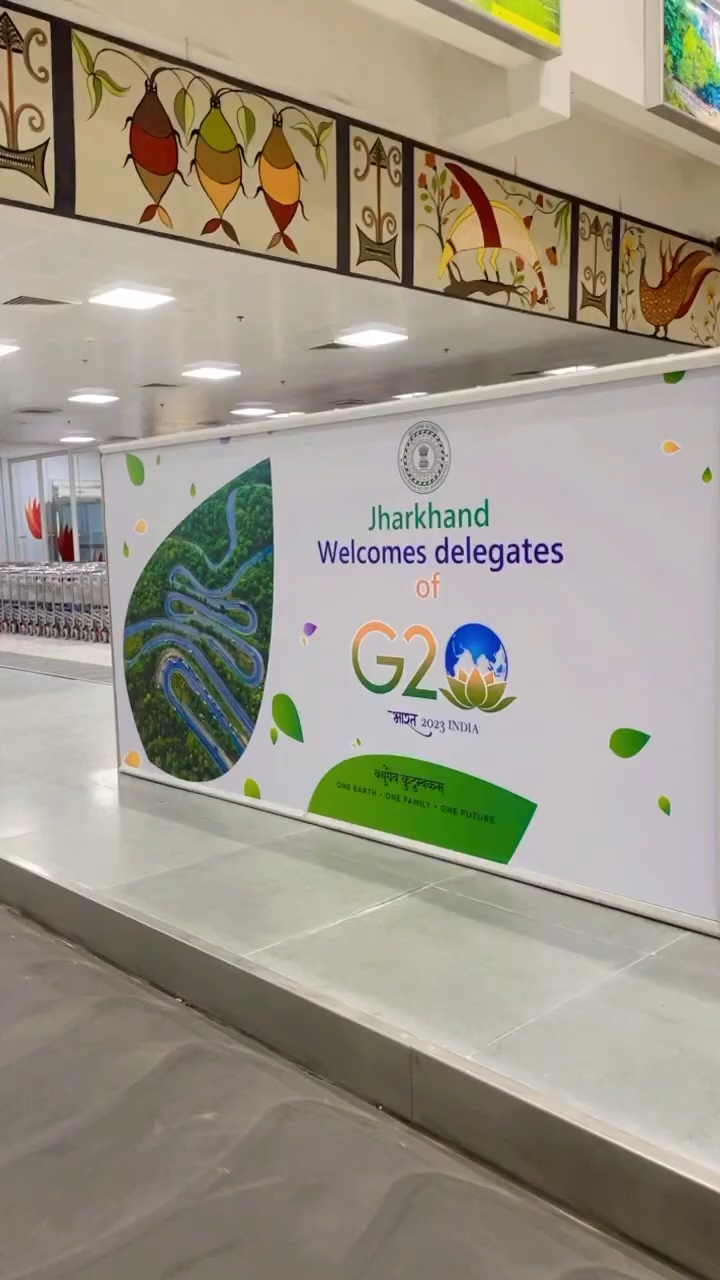 Jharkhand
Welcomes delegates
of
G20
भारत 2023 INDIA
वसुधैव कुटुम्बकम्
ONE EARTH • ONE FAMILY • ONE FUTURE